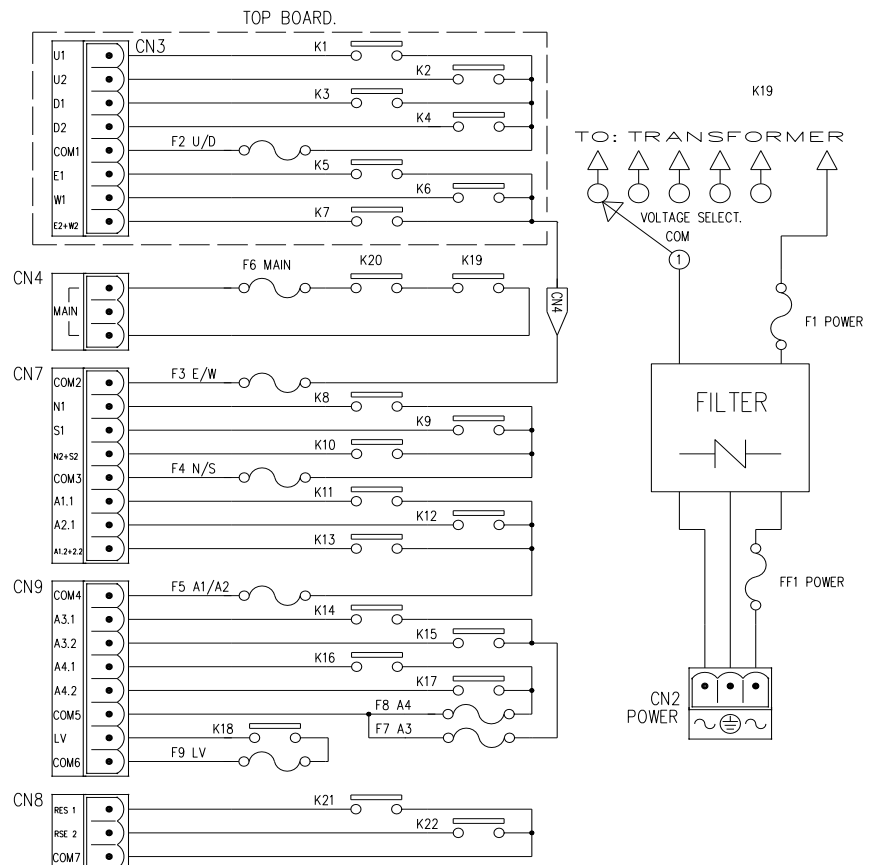 TOP BOARD.
CN3
U1
K1
U2
K2
D1
K3
D2
K4
COM1
F2 U/D
E1
K5
W1
K6
E2+W2
K7
CN4
MAIN
F6 MAIN
K20
K19
CN4
CN7
COM2
F3 E/W
N1
K8
S1
K9
N2+S2
K10
COM3
F4 N/S
A1.1
K11
A2.1
K12
A1.2+2.2
K13
CN9
COM4
F5 A1/A2
A3.1
K14
A3.2
K15
A4.1
K16
A4.2
K17
COM5
F8 A4
LV
K18
F7 A3
COM6
F9 LV
CN8
RES 1
K21
RSE 2
K22
COM7
K19
TO: TRANSFORMER
VOLTAGE SELECT.
COM
1
F1 POWER
FILTER
FF1 POWER
CN2
POWER